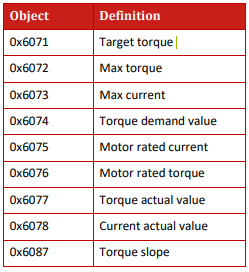 Object Definition
0x6071 Target torque
0x6072 Max torque
0x6073 Max current
0x6074 Torque demand value
0x6075 Motor rated current
0x6076 Motor rated torque
0x6077 Torque actual value
0x6078 Current actual value
0x6087 Torque slope